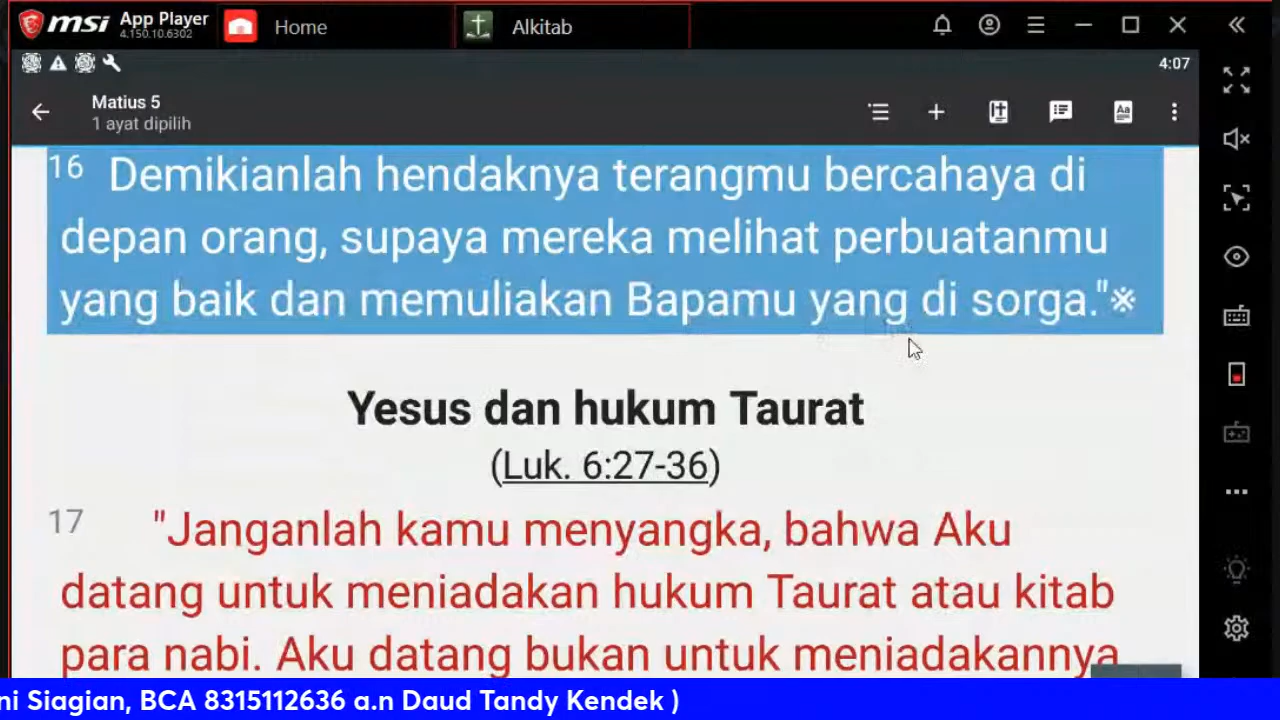 msi App Player
4.150.10.6302
Home
Alkitab
4:07
Matius 5
1 ayat dipilih
16 Demikianlah hendaknya terangmu bercahaya di
depan orang, supaya mereka melihat perbuatanmu
yang baik dan memuliakan Bapamu yang di sorga."※
Yesus dan hukum Taurat
(Luk. 6:27-36)
17 "Janganlah kamu menyangka, bahwa Aku
datang untuk meniadakan hukum Taurat atau kitab
para nabi. Aku datang bukan untuk meniadakannya
ni Siagian, BCA 8315112636 a.n Daud Tandy Kendek )